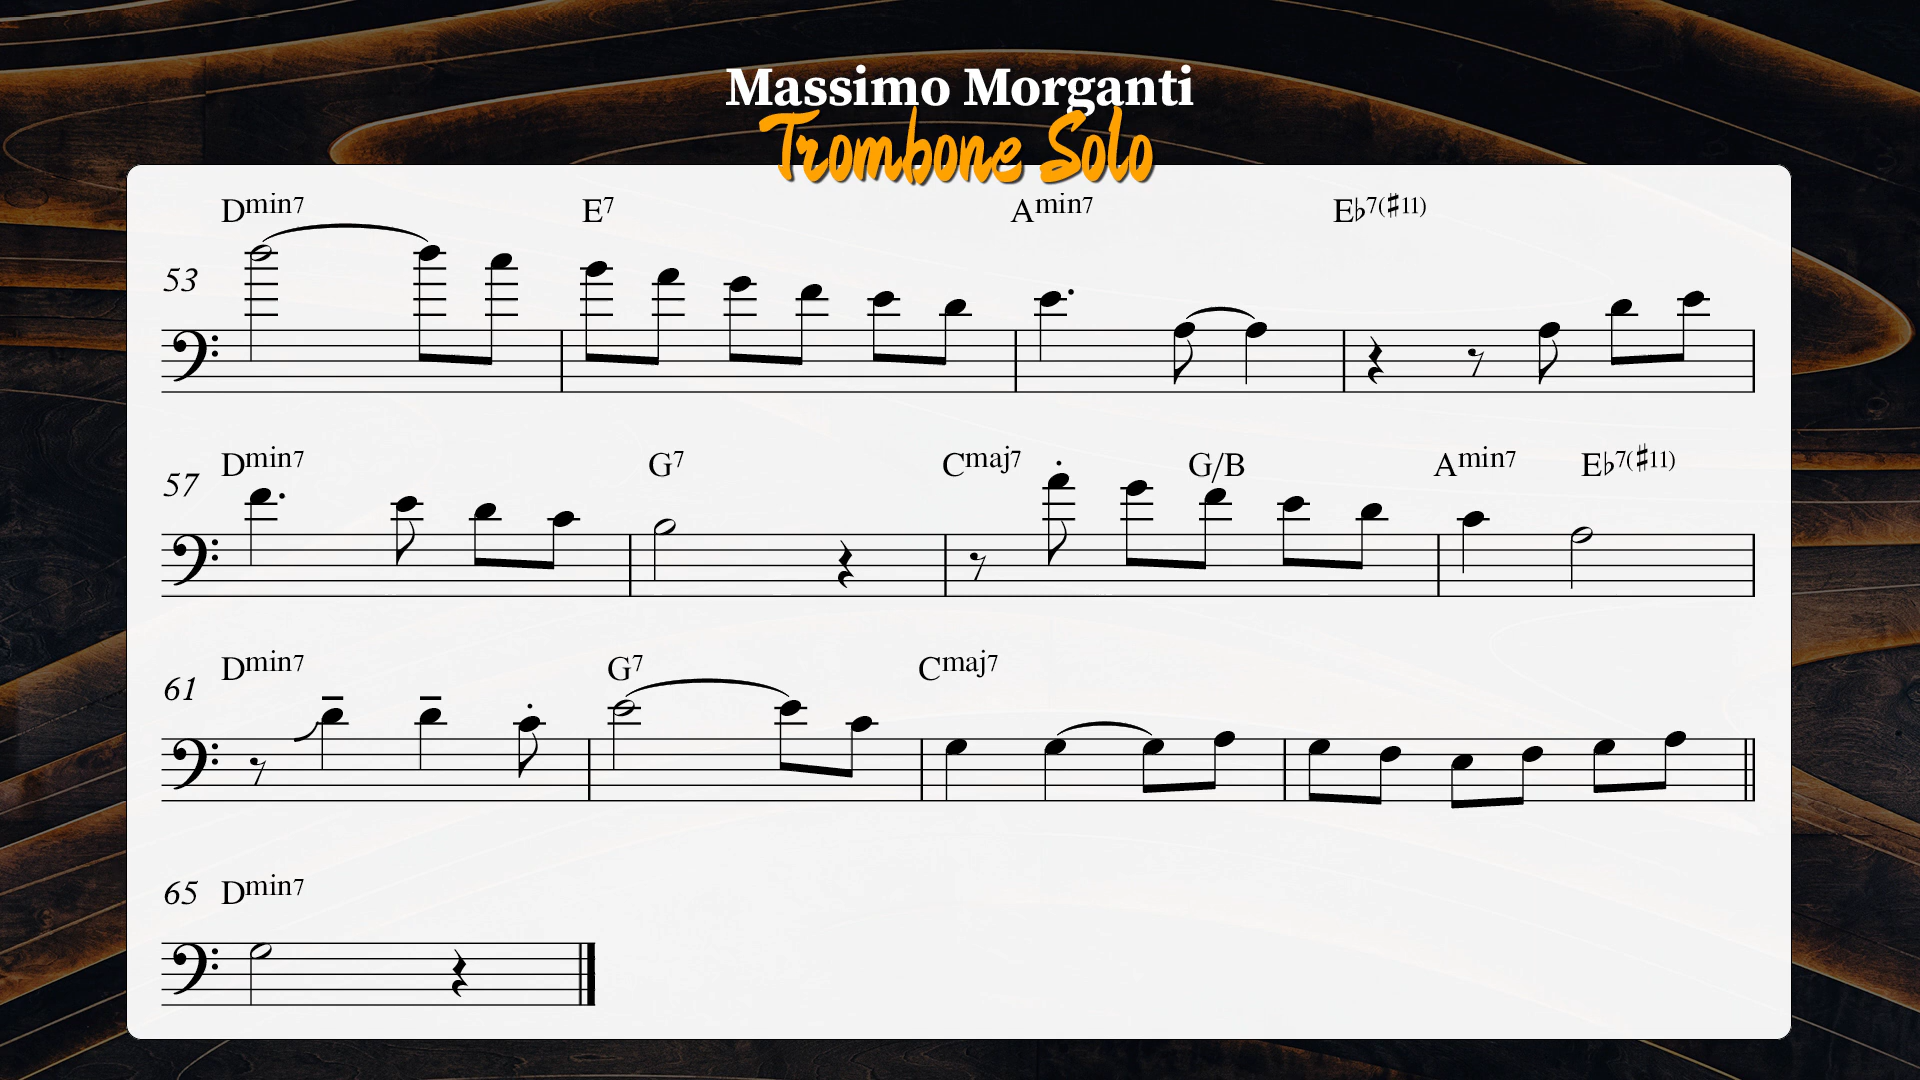 Massimo Morganti
Trombone Solo
Dmin7 E7 Amin7 E♭7(♯11)
53
Dmin7 G7 Cmaj7 G/B Amin7 E♭7(♯11)
57
Dmin7 G7 Cmaj7
61
65 Dmin7